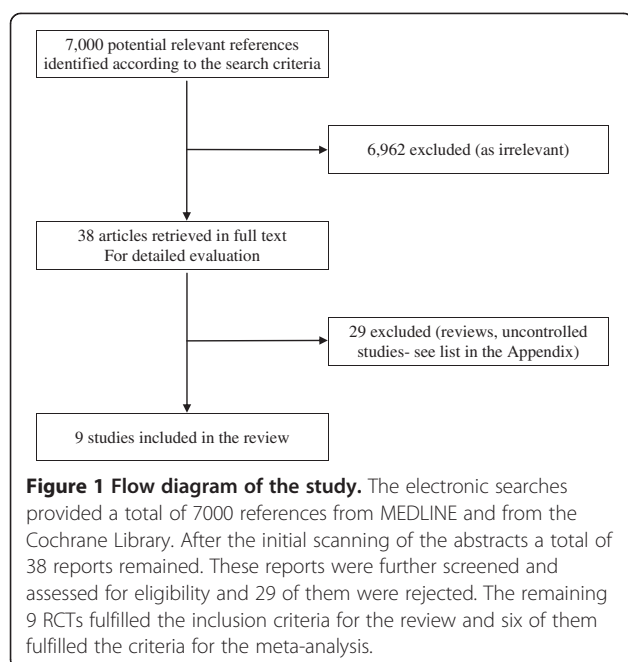 7,000 potential relevant references
identified according to the search criteria
6,962 excluded (as irrelevant)
38 articles retrieved in full text
For detailed evaluation
29 excluded (reviews, uncontrolled
studies- see list in the Appendix)
9 studies included in the review
Figure 1 Flow diagram of the study. The electronic searches
provided a total of 7000 references from MEDLINE and from the
Cochrane Library. After the initial scanning of the abstracts a total of
38 reports remained. These reports were further screened and
assessed for eligibility and 29 of them were rejected. The remaining
9 RCTs fulfilled the inclusion criteria for the review and six of them
fulfilled the criteria for the meta-analysis.